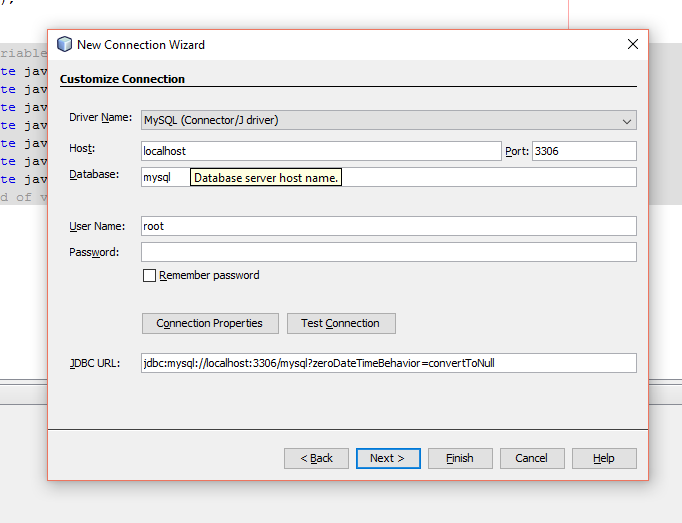 );
New Connection Wizard
riable
Customize Connection
te jav
te jav
te jav
te jav
te jav
te jav
te jav
d of v
Driver Name: MySQL (Connector/J driver)
Host: localhost Port: 3306
Database: mysql Database server host name.
User Name: root
Password:
Remember password
Connection Properties Test Connection
JDBC URL: jdbc:mysql://localhost:3306/mysql?zeroDateTimeBehavior=convertToNull
< Back Next > Finish Cancel Help